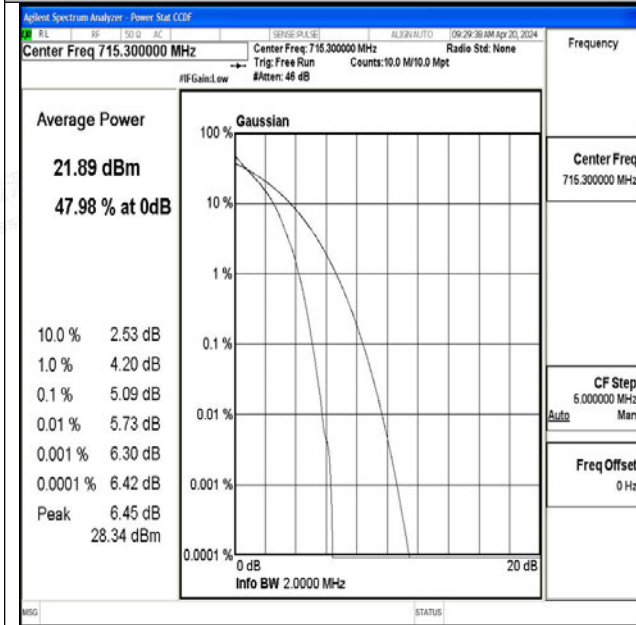 Agilent Spectrum Analyzer - Power Stat CCDF
RL RF 50 Ω AC SENSE:PULSE ALIGNAUTO 09:29:38 AM Apr 20, 2024
Center Freq 715.300000 MHz
Center Freq: 715.300000 MHz Radio Std: None
Trig: Free Run Counts:10.0 M/10.0 Mpt
#IFGain:Low #Atten: 46 dB
Frequency
Average Power
21.89 dBm
47.98 % at 0dB
10.0 % 2.53 dB
1.0 % 4.20 dB
0.1 % 5.09 dB
0.01 % 5.73 dB
0.001 % 6.30 dB
0.0001 % 6.42 dB
Peak 6.45 dB
28.34 dBm
Gaussian
100 %
10 %
1 %
0.1 %
0.01 %
0.001 %
0.0001 %
0 dB 20 dB
Info BW 2.0000 MHz
Center Freq
715.300000 MHz
CF Step
5.000000 MHz
Auto Man
Freq Offset
0 Hz
MSG STATUS